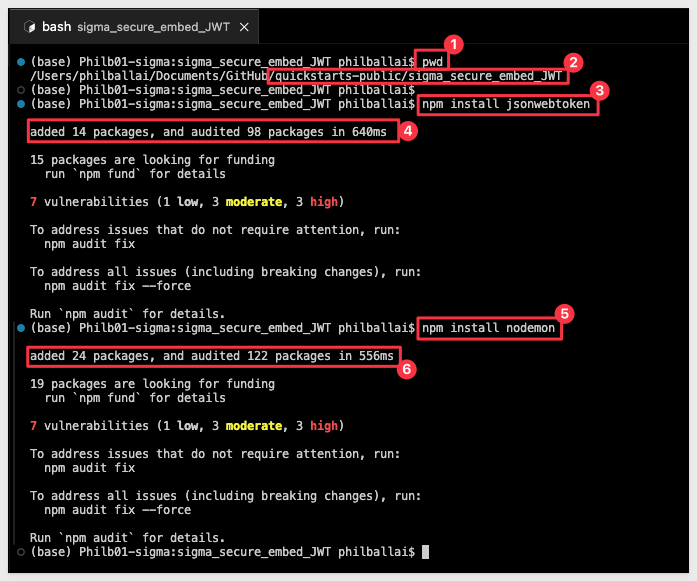 bash sigma_secure_embed_JWT ×
1
(base) Philb01-sigma:sigma_secure_embed_JWT philballai$ pwd
2
/Users/philballai/Documents/GitHub/quickstarts-public/sigma_secure_embed_JWT
(base) Philb01-sigma:sigma_secure_embed_JWT philballai$
3
(base) Philb01-sigma:sigma_secure_embed_JWT philballai$ npm install jsonwebtoken
added 14 packages, and audited 98 packages in 640ms
4
15 packages are looking for funding
run `npm fund` for details
7 vulnerabilities (1 low, 3 moderate, 3 high)
To address issues that do not require attention, run:
npm audit fix
To address all issues (including breaking changes), run:
npm audit fix --force
Run `npm audit` for details.
5
(base) Philb01-sigma:sigma_secure_embed_JWT philballai$ npm install nodemon
added 24 packages, and audited 122 packages in 556ms
6
19 packages are looking for funding
run `npm fund` for details
7 vulnerabilities (1 low, 3 moderate, 3 high)
To address issues that do not require attention, run:
npm audit fix
To address all issues (including breaking changes), run:
npm audit fix --force
Run `npm audit` for details.
(base) Philb01-sigma:sigma_secure_embed_JWT philballai$